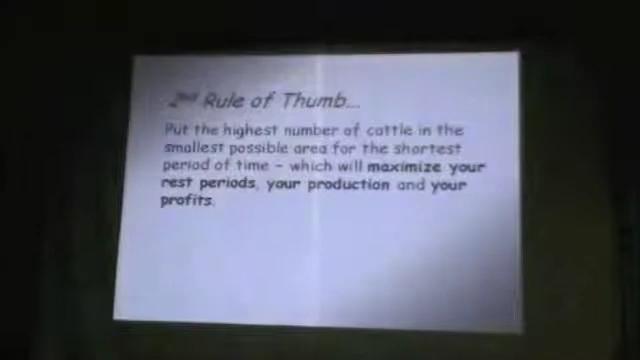 2nd Rule of Thumb...
Put the highest number of cattle in the
smallest possible area for the shortest
period of time – which will maximize your
rest periods, your production and your
profits.